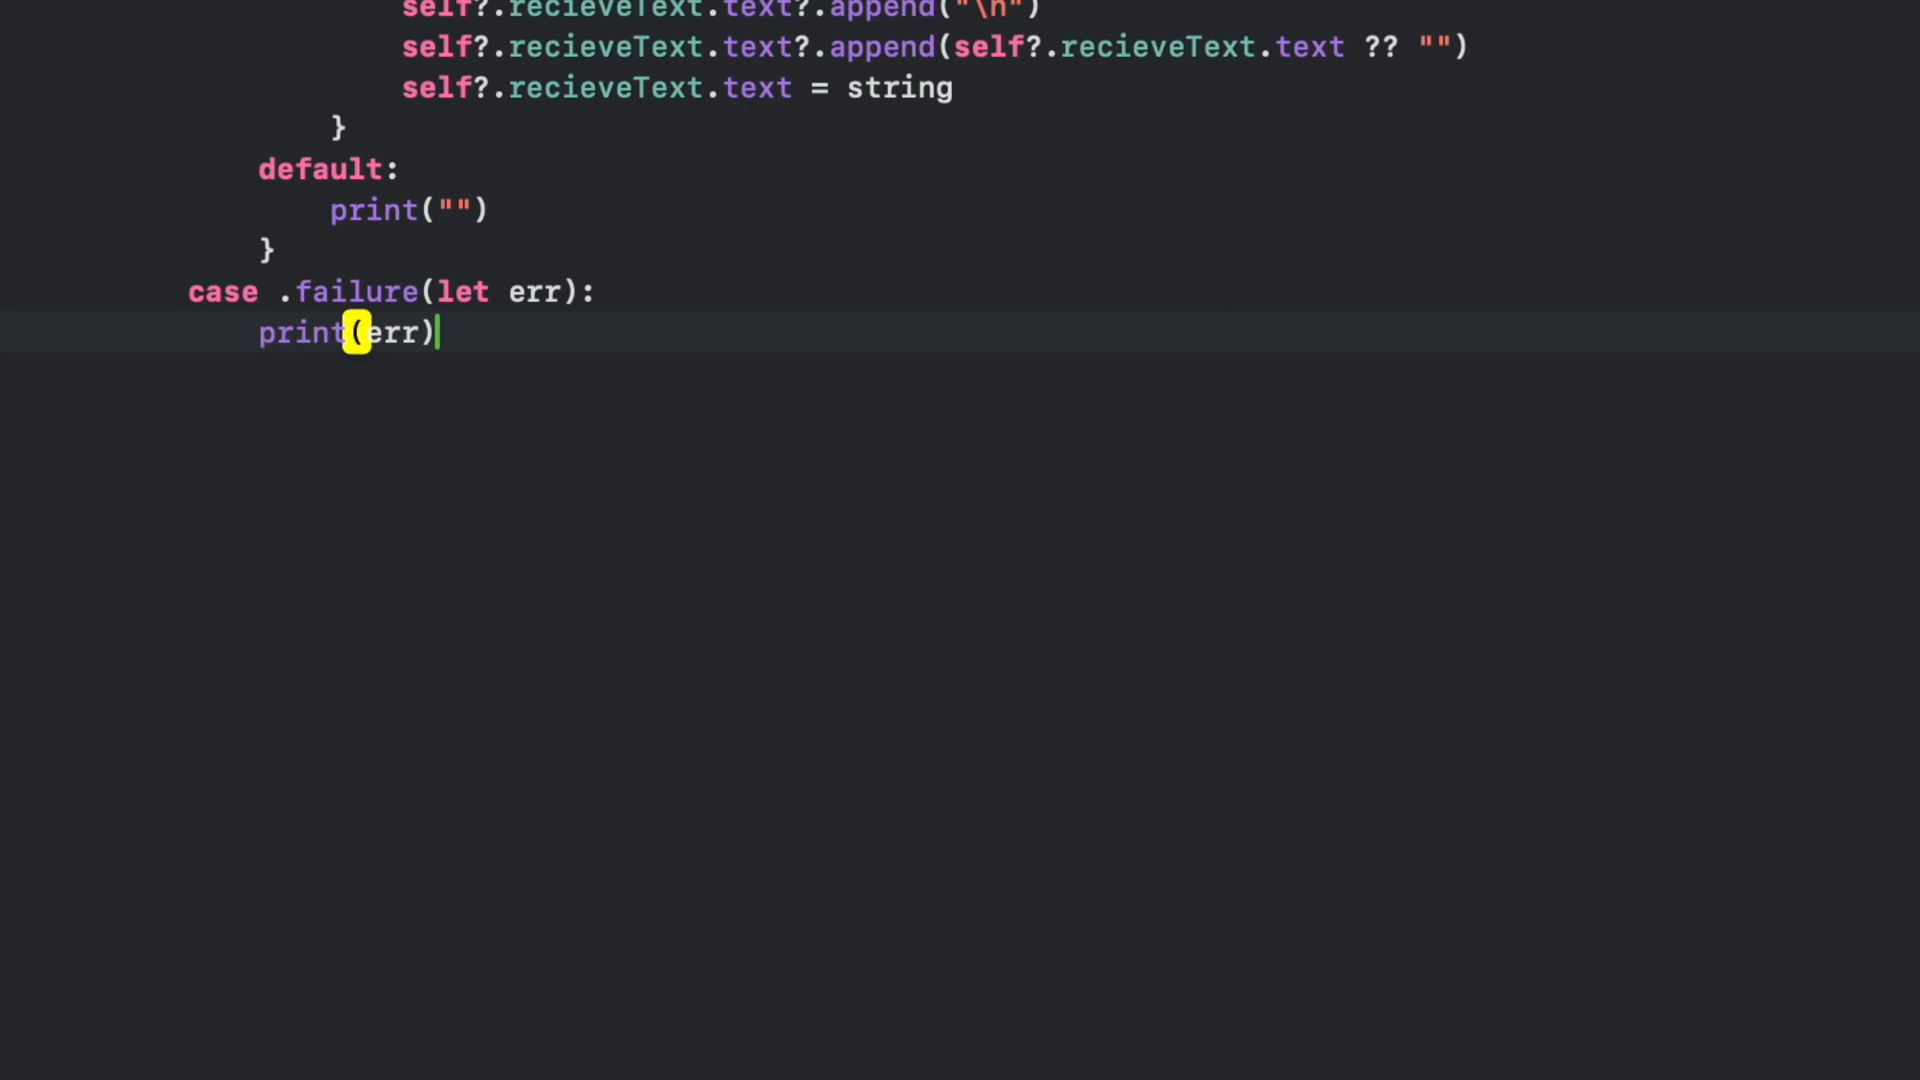 self?.recieveText.text?.append("\n")
self?.recieveText.text?.append(self?.recieveText.text ?? "")
self?.recieveText.text = string
}
default:
print("")
}
case .failure(let err):
print(err)